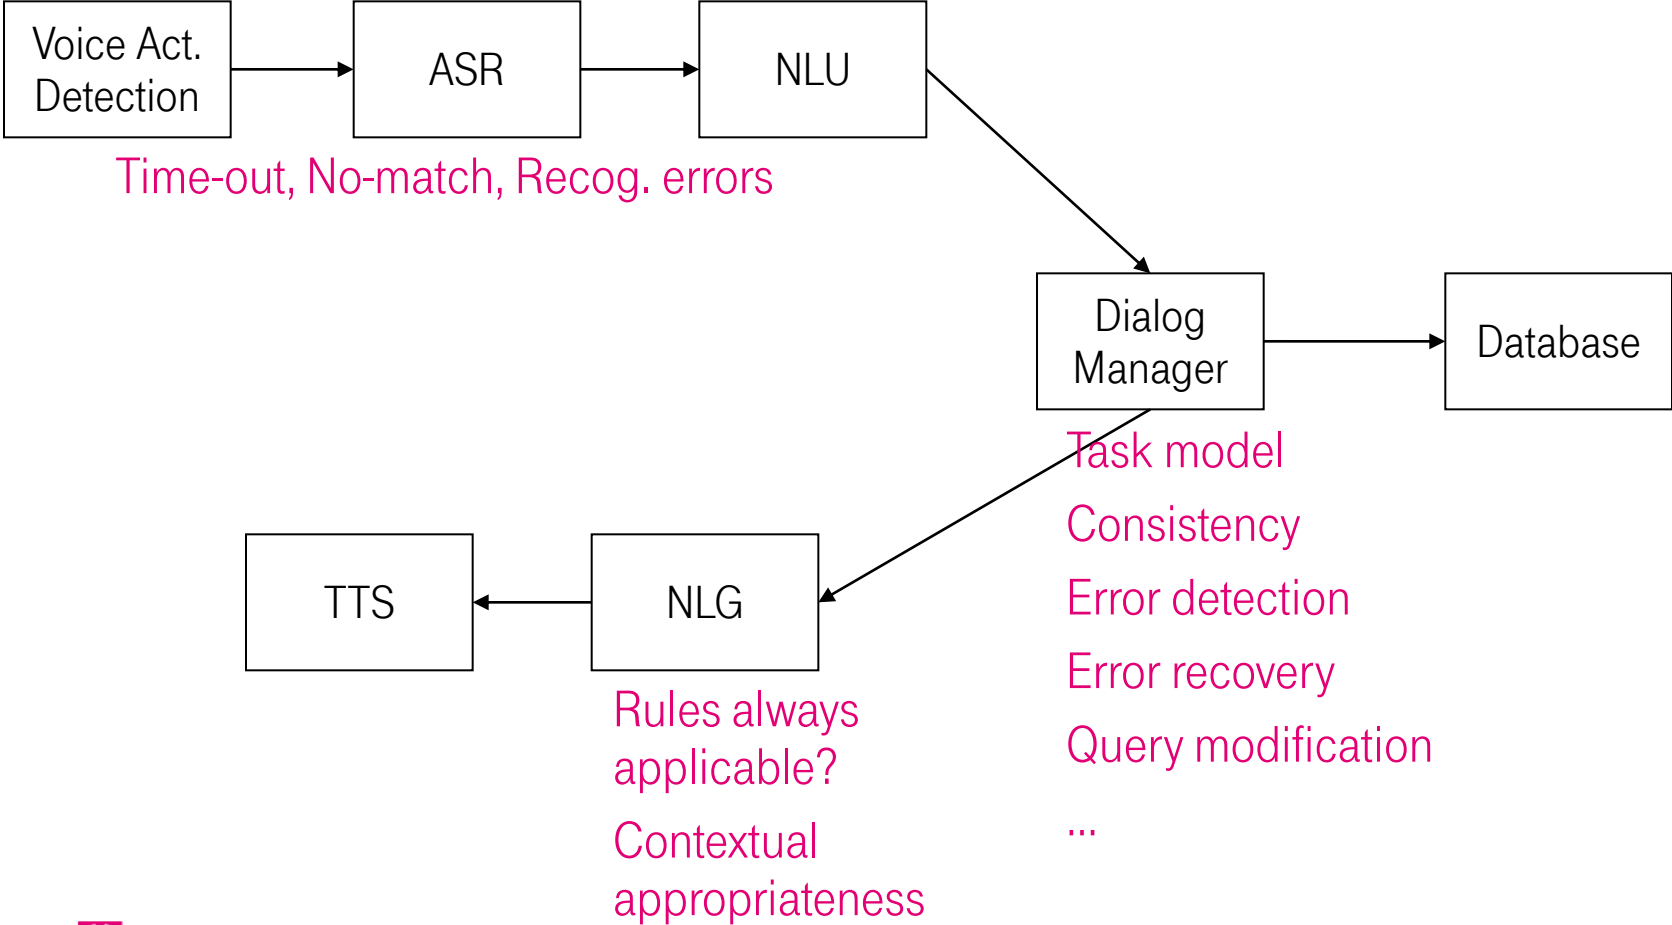 Voice Act.
Detection
ASR
NLU
Time-out, No-match, Recog. errors
Dialog
Manager
Database
Task model
Consistency
Error detection
Error recovery
Query modification
...
TTS
NLG
Rules always
applicable?
Contextual
appropriateness